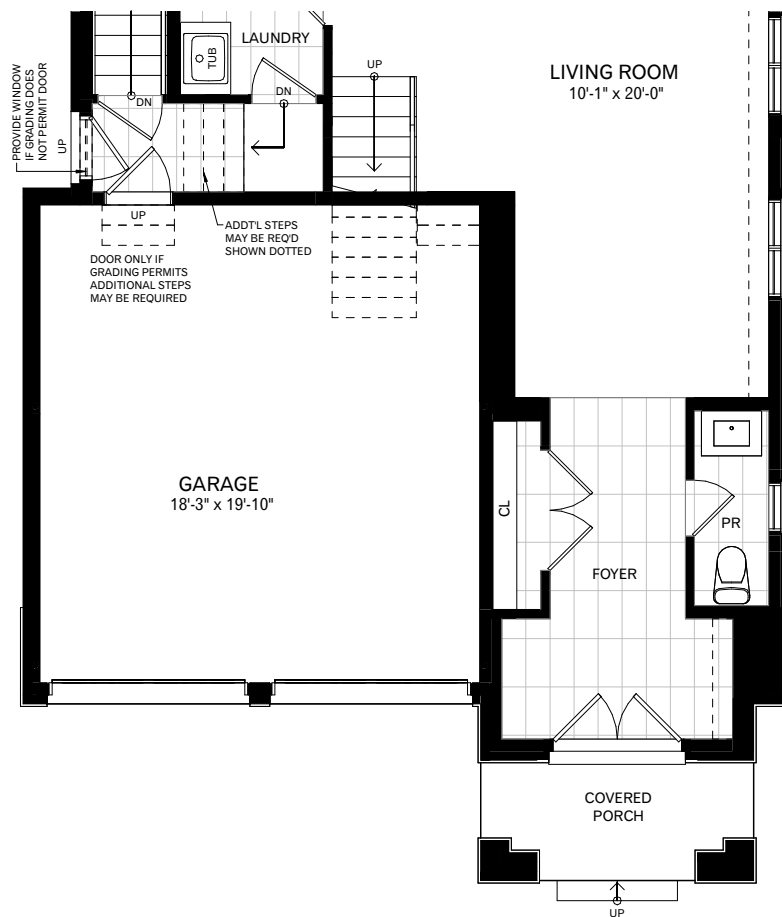 LAUNDRY
TUB
UP
LIVING ROOM
10'-1" x 20'-0"
PROVIDE WINDOW
IF GRADING DOES
NOT PERMIT DOOR
UP
DN
DN
UP
ADDT'L STEPS
MAY BE REQ'D
SHOWN DOTTED
DOOR ONLY IF
GRADING PERMITS
ADDITIONAL STEPS
MAY BE REQUIRED
GARAGE
18'-3" x 19'-10"
CL
PR
FOYER
COVERED
PORCH
UP